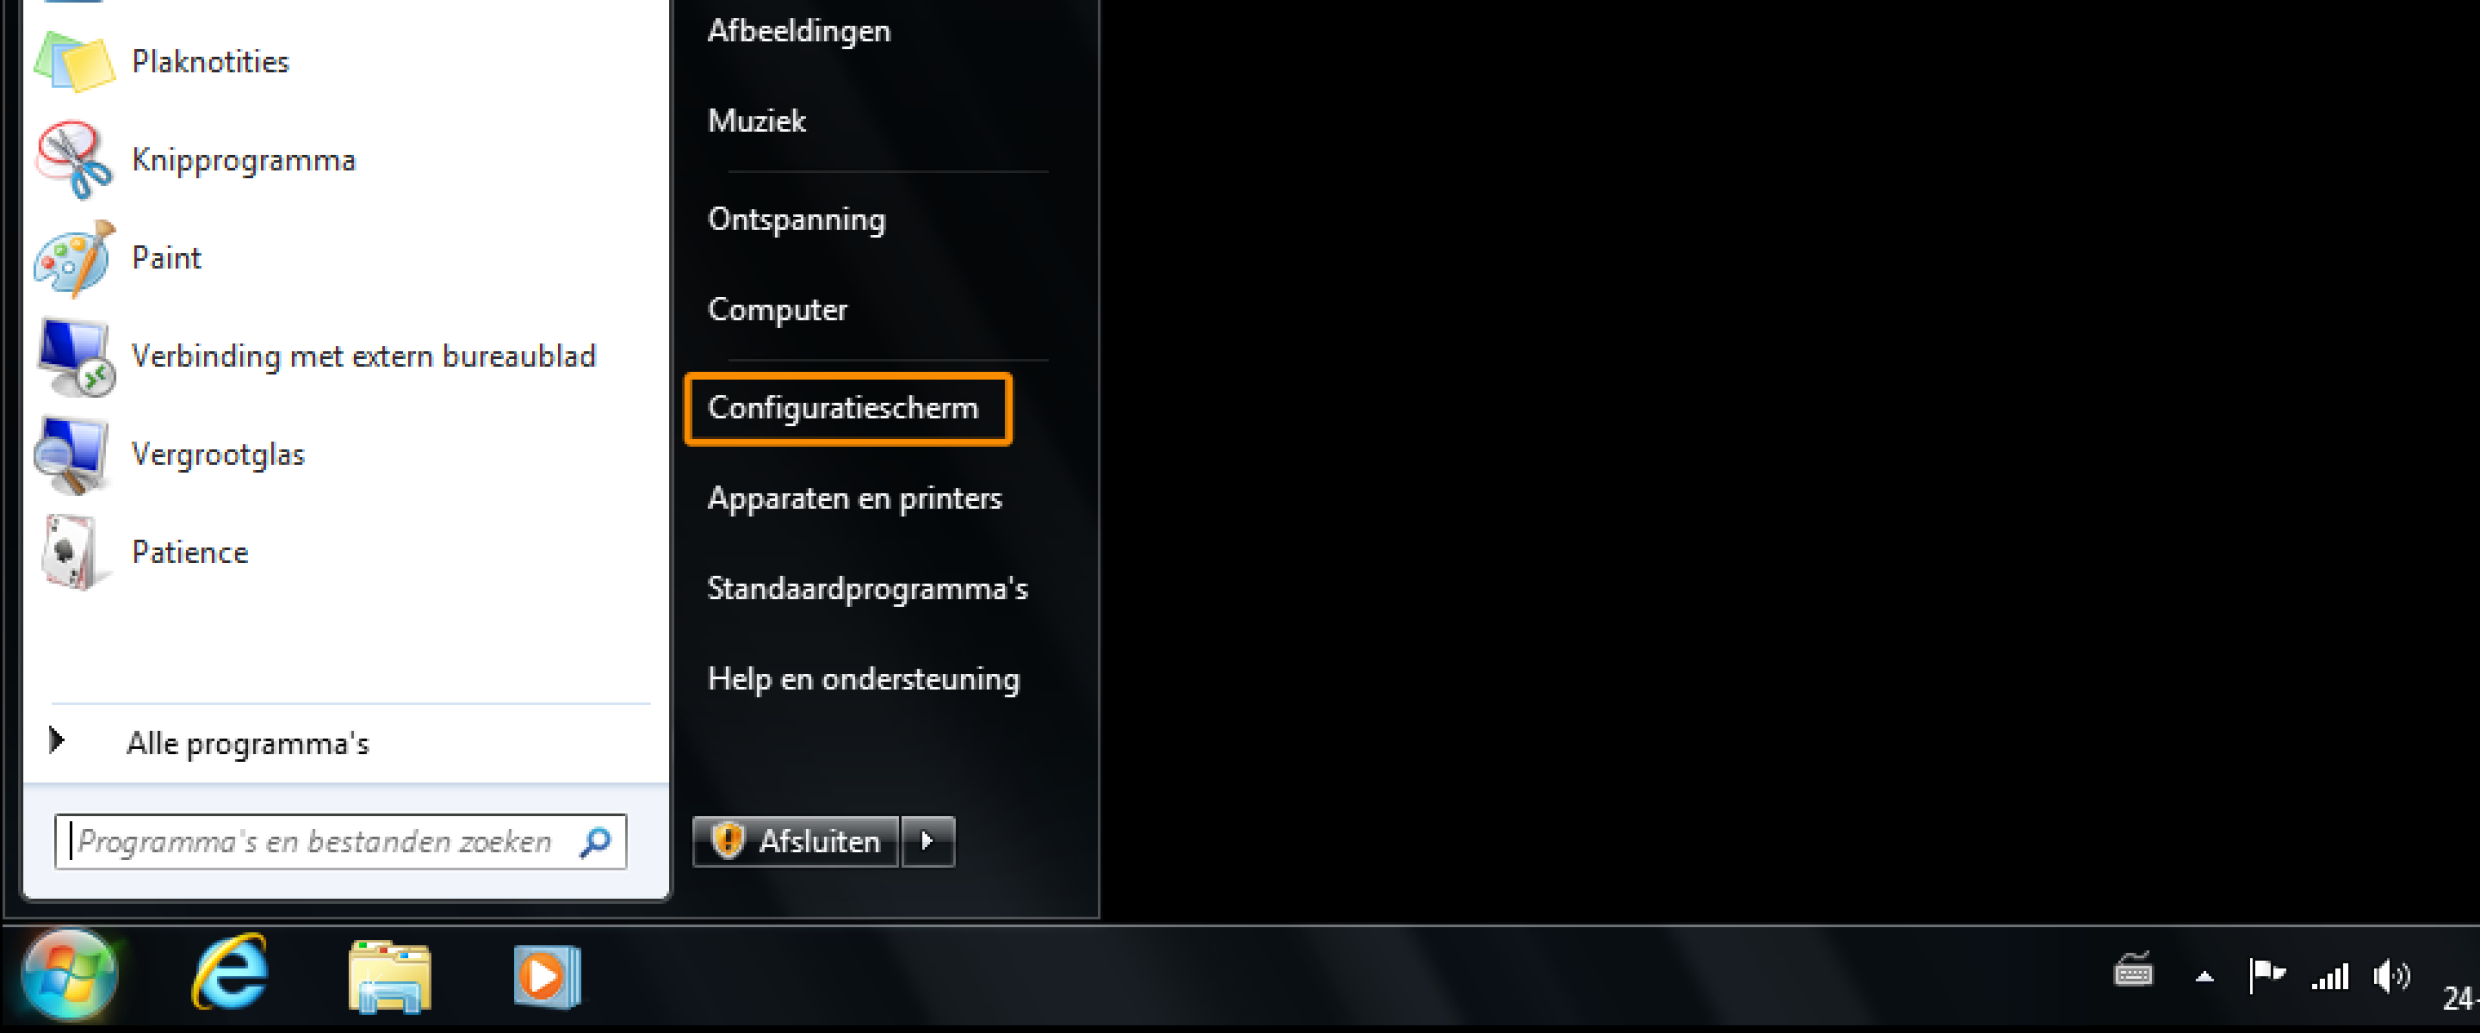 Plaknotities
Knipprogramma
Paint
Verbinding met extern bureaublad
Vergrootglas
Patience
Alle programma's
Programma's en bestanden zoeken
Afbeeldingen
Muziek
Ontspanning
Computer
Configuratiescherm
Apparaten en printers
Standaardprogramma's
Help en ondersteuning
Afsluiten
24-